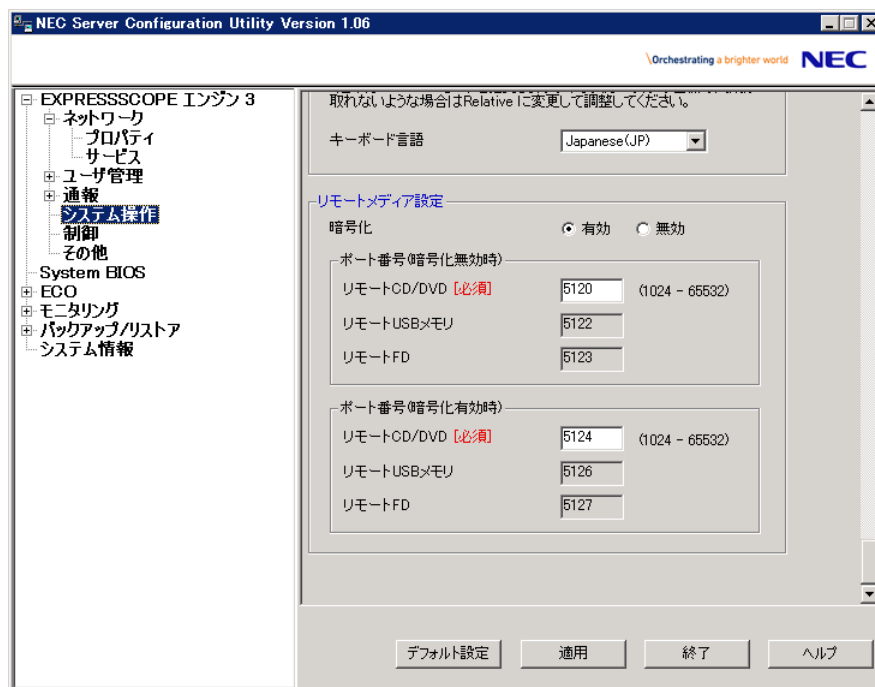 NEC Server Configuration Utility Version 1.06
\Orchestrating a brighter world NEC
EXPRESSSCOPE エンジン 3
ネットワーク
プロパティ
サービス
ユーザ管理
通報
システム操作
制御
その他
System BIOS
ECO
モニタリング
バックアップ/リストア
システム情報
取れないような場合はRelative に変更して調整してください。
キーボード言語 Japanese(JP)
リモートメディア設定
暗号化 有効 無効
ポート番号(暗号化無効時)
リモートCD/DVD [必須] 5120 (1024 - 65532)
リモートUSBメモリ 5122
リモートFD 5123
ポート番号(暗号化有効時)
リモートCD/DVD [必須] 5124 (1024 - 65532)
リモートUSBメモリ 5126
リモートFD 5127
デフォルト設定 適用 終了 ヘルプ